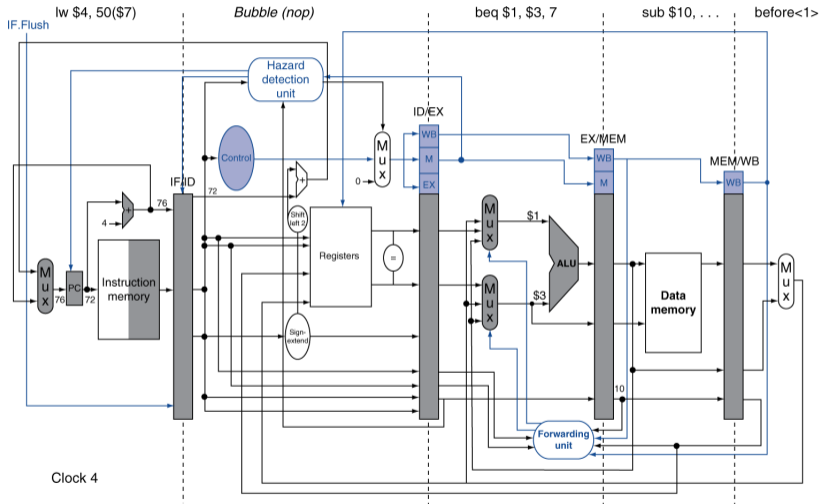 lw $4, 50($7)
Bubble (nop)
beq $1, $3, 7
sub $10, . . .
before<1>
IF.Flush
Hazard
detection
unit
ID/EX
WB
EX/MEM
Control
M
u
x
M
WB
MEM/WB
0
EX
M
WB
IF/ID
72
+
76
+
4
Shift
left 2
M
u
x
$1
Registers
=
ALU
M
u
x
PC
Instruction
memory
76
72
M
u
x
$3
Data
memory
M
u
x
Sign-
extend
10
Forwarding
unit
Clock 4